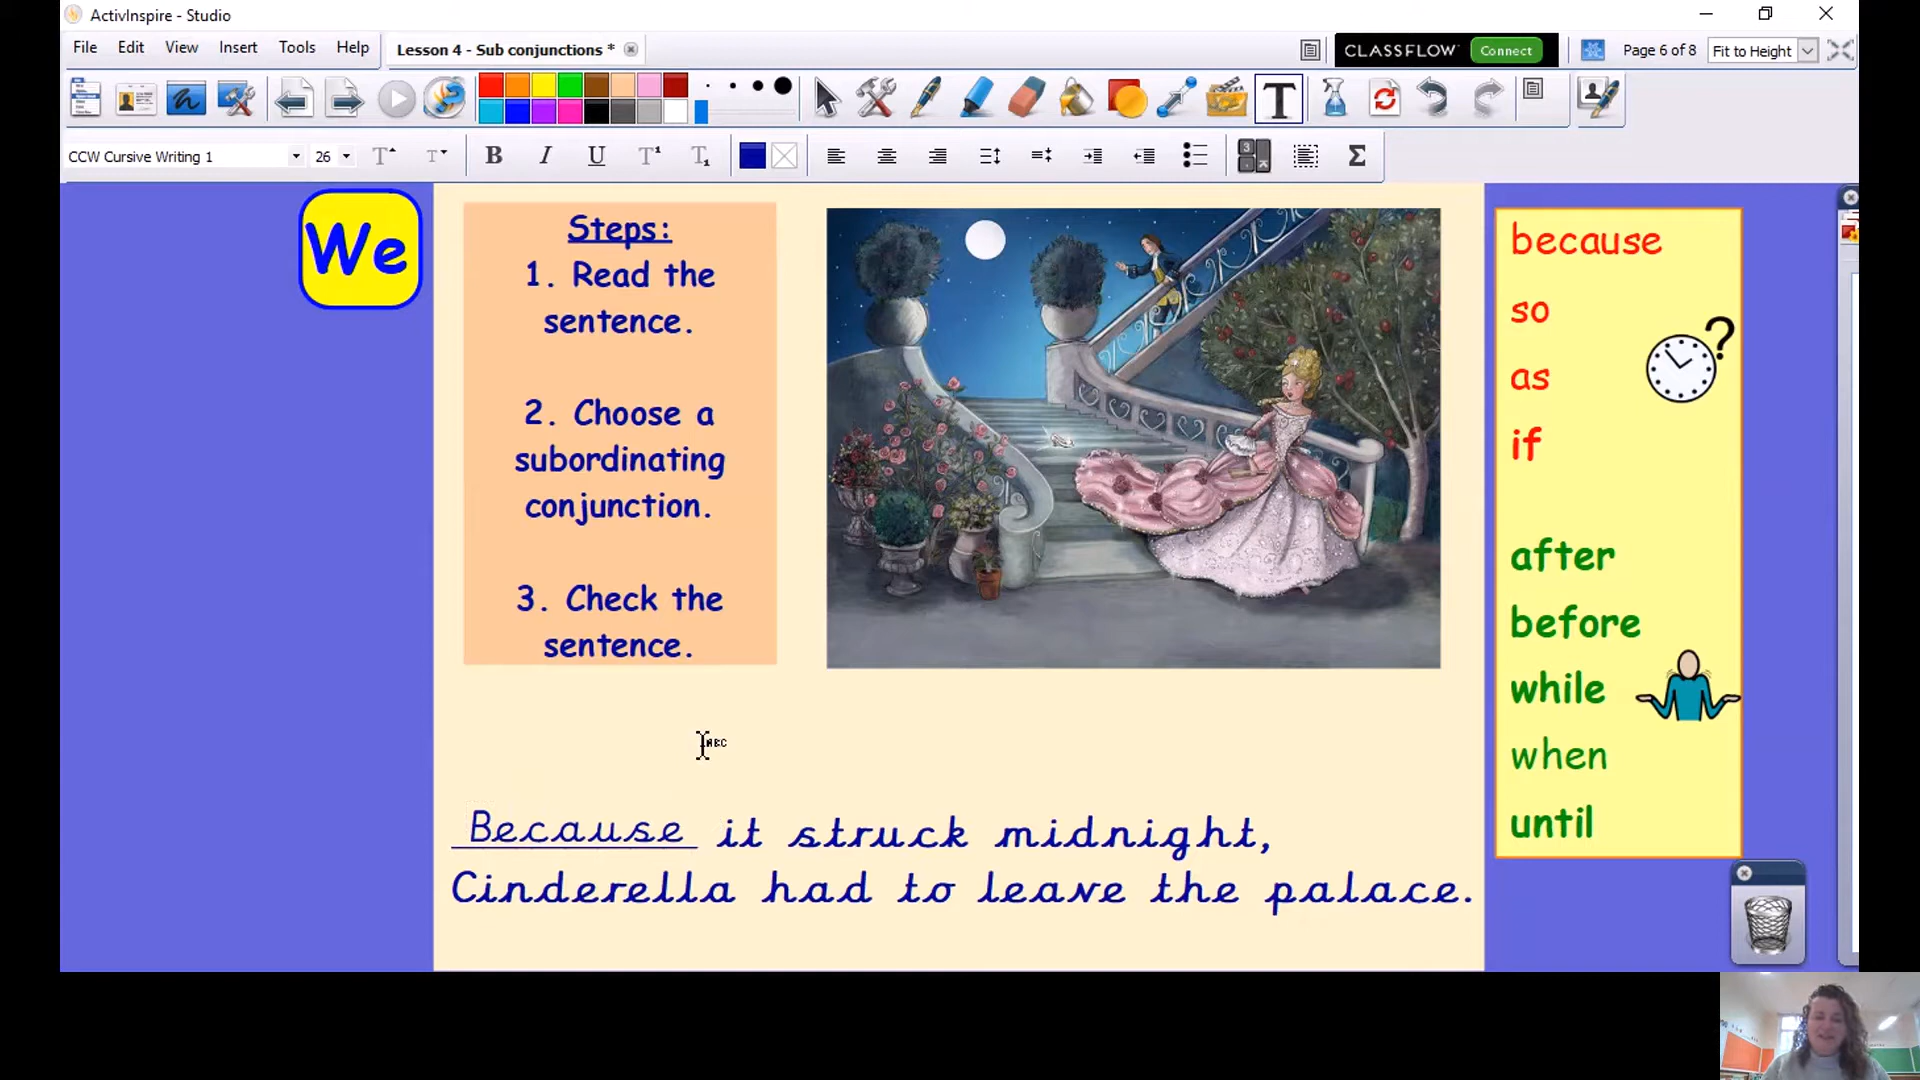 ActivInspire - Studio
File Edit View Insert Tools Help
Lesson 4 - Sub conjunctions *
CLASSFLOW Connect
Page 6 of 8
Fit to Height
T
CCW Cursive Writing 1
26
B I U
We
Steps:
1. Read the
sentence.
2. Choose a
subordinating
conjunction.
3. Check the
sentence.
because
so
as
if
?
after
before
while
when
until
ABC
Because it struck midnight,
Cinderella had to leave the palace.